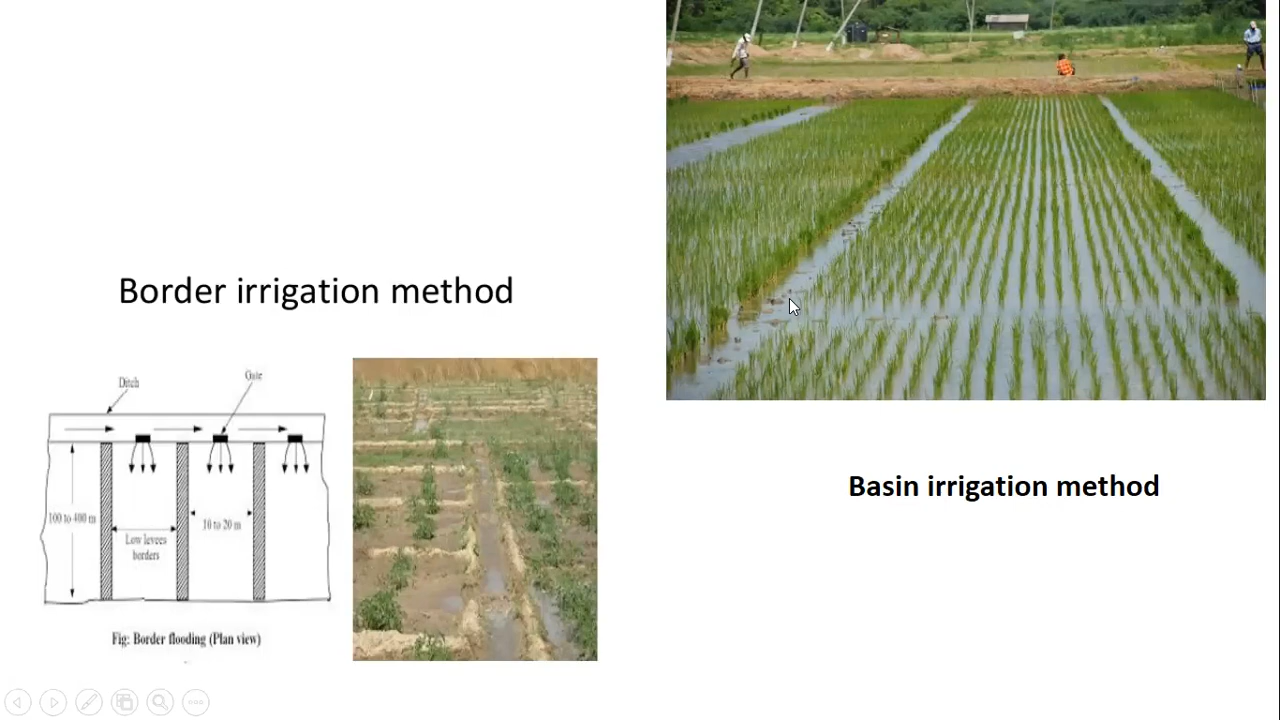 Border irrigation method
Ditch
Gate
100 to 400 m
Low levees
borders
10 to 20 m
Fig: Border flooding (Plan view)
Basin irrigation method